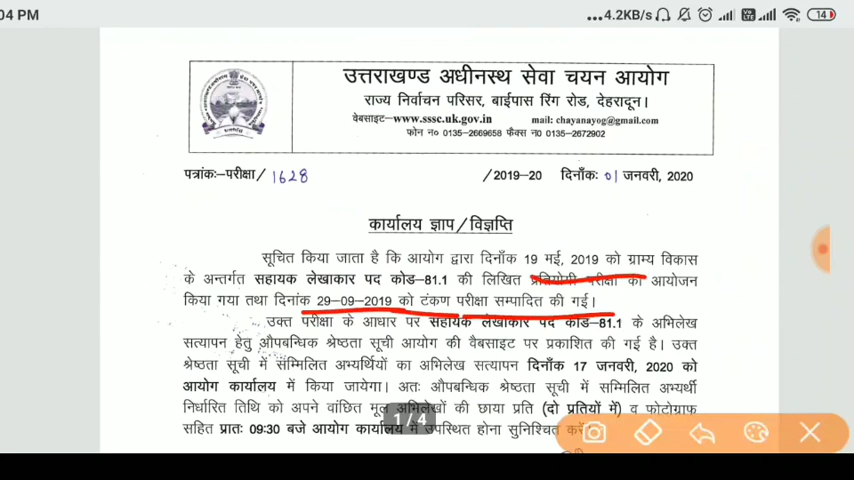 04 PM
...4.2KB/s
14
उत्तराखण्ड अधीनस्थ सेवा चयन आयोग
राज्य निर्वाचन परिसर, बाईपास रिंग रोड, देहरादून।
वेबसाइट-www.sssc.uk.gov.in mail: chayanayog@gmail.com
फोन न० 0135-2669658 फैक्स न0 0135-2672902
पत्रांकः-परीक्षा/ 1628 /2019-20 दिनाँकः 01 जनवरी, 2020
कार्यालय ज्ञाप/विज्ञप्ति
सूचित किया जाता है कि आयोग द्वारा दिनाँक 19 मई, 2019 को ग्राम्य विकास
के अन्तर्गत सहायक लेखाकार पद कोड-81.1 की लिखित प्रतियोगी परीक्षा का आयोजन
किया गया तथा दिनांक 29-09-2019 को टंकण परीक्षा सम्पादित की गई।
उक्त परीक्षा के आधार पर सहायक लेखाकार पद कोड-81.1 के अभिलेख
सत्यापन हेतु औपबन्धिक श्रेष्ठता सूची आयोग की वेबसाइट पर प्रकाशित की गई है। उक्त
श्रेष्ठता सूची में सम्मिलित अभ्यर्थियों का अभिलेख सत्यापन दिनाँक 17 जनवरी, 2020 को
आयोग कार्यालय में किया जायेगा। अतः औपबन्धिक श्रेष्ठता सूची में सम्मिलित अभ्यर्थी
निर्धारित तिथि को अपने वांछित मूल अभिलेखों की छाया प्रति (दो प्रतियों में) व फोटोग्राफ
सहित प्रातः 09:30 बजे आयोग कार्यालय में उपस्थित होना सुनिश्चित करें।
1/4